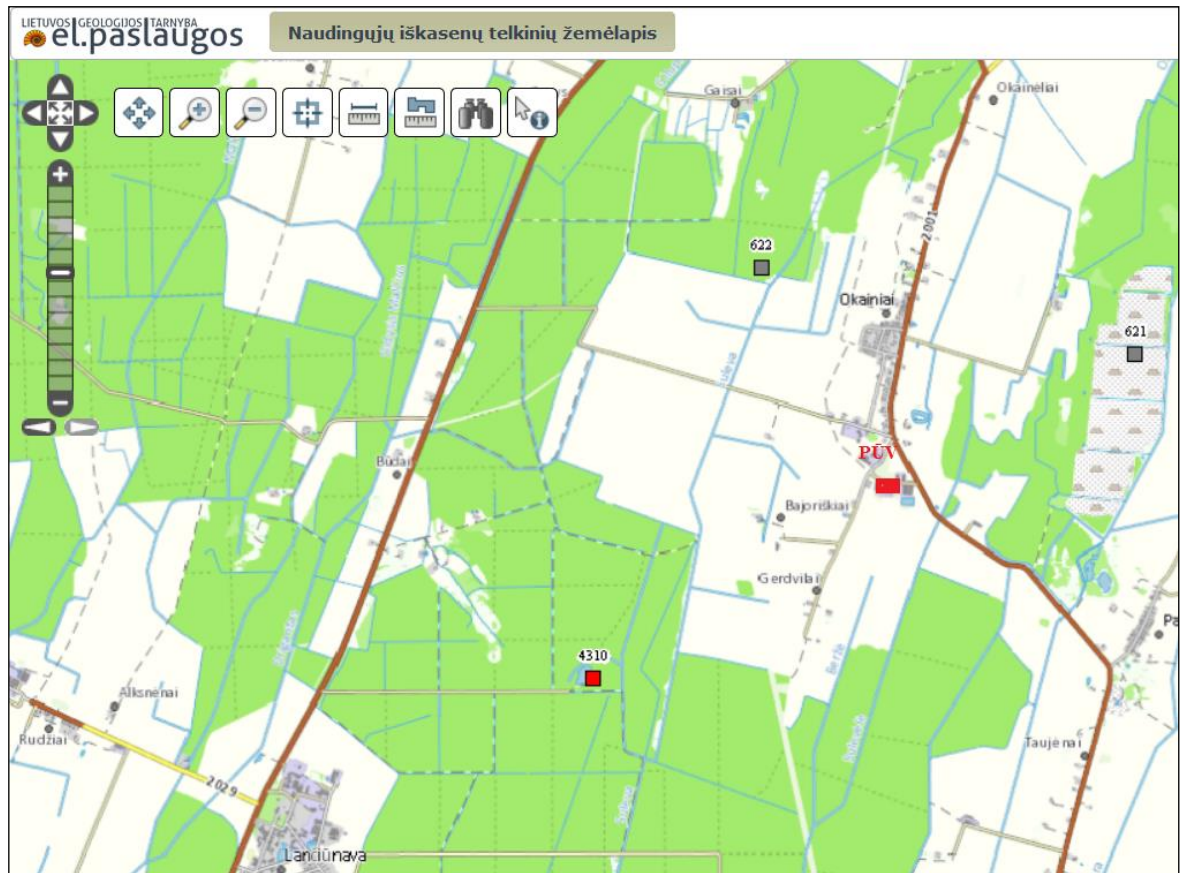 LIETUVOS GEOLOGIJOS TARNYBA
el.paslaugos
Naudingųjų iškasenų telkinių žemėlapis
Gaisai
Okainėliai
2001
622
Okainiai
621
Šuleva
Būdai
PŪV
Bajoriškiai
Gerdvilai
4310
Alksnėnai
Rudžiai
2029
Taujėnai
Lančiūnava